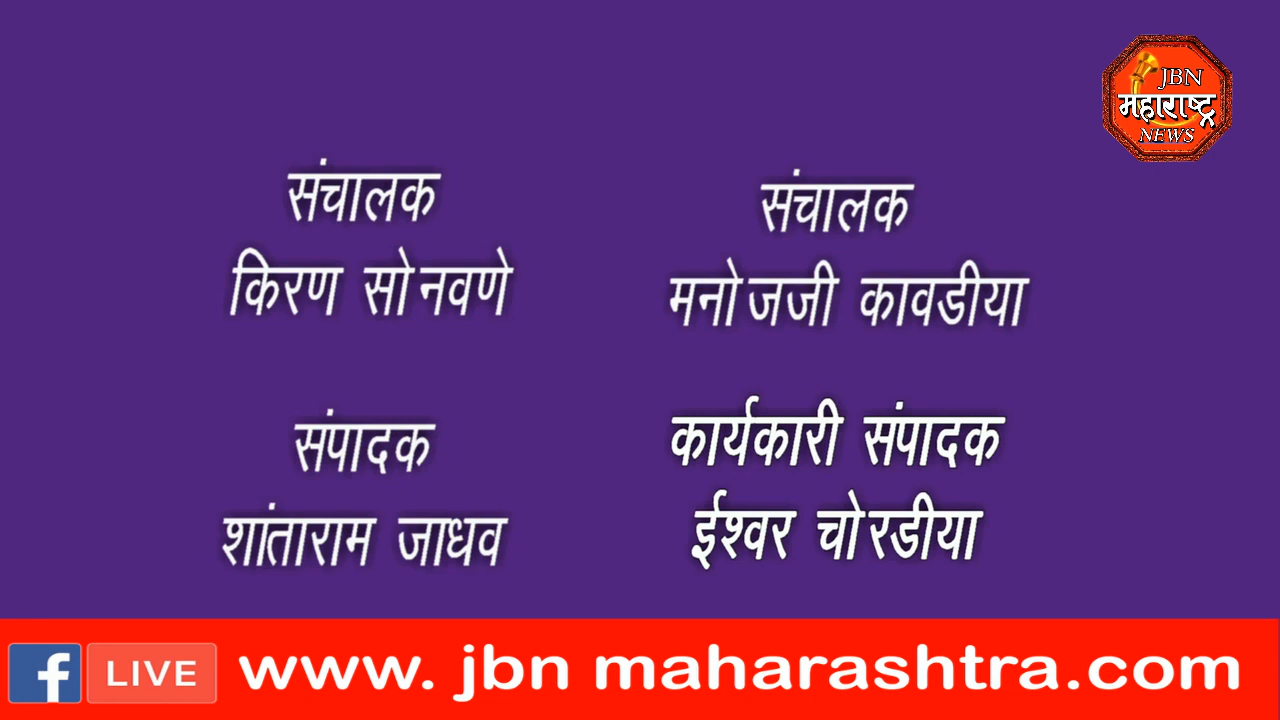 JBN
महाराष्ट्र
NEWS
संचालक
किरण सोनवणे
संचालक
मनोजजी कावडीया
संपादक
शांताराम जाधव
कार्यकारी संपादक
ईश्वर चोरडीया
f LIVE www. jbn maharashtra.com